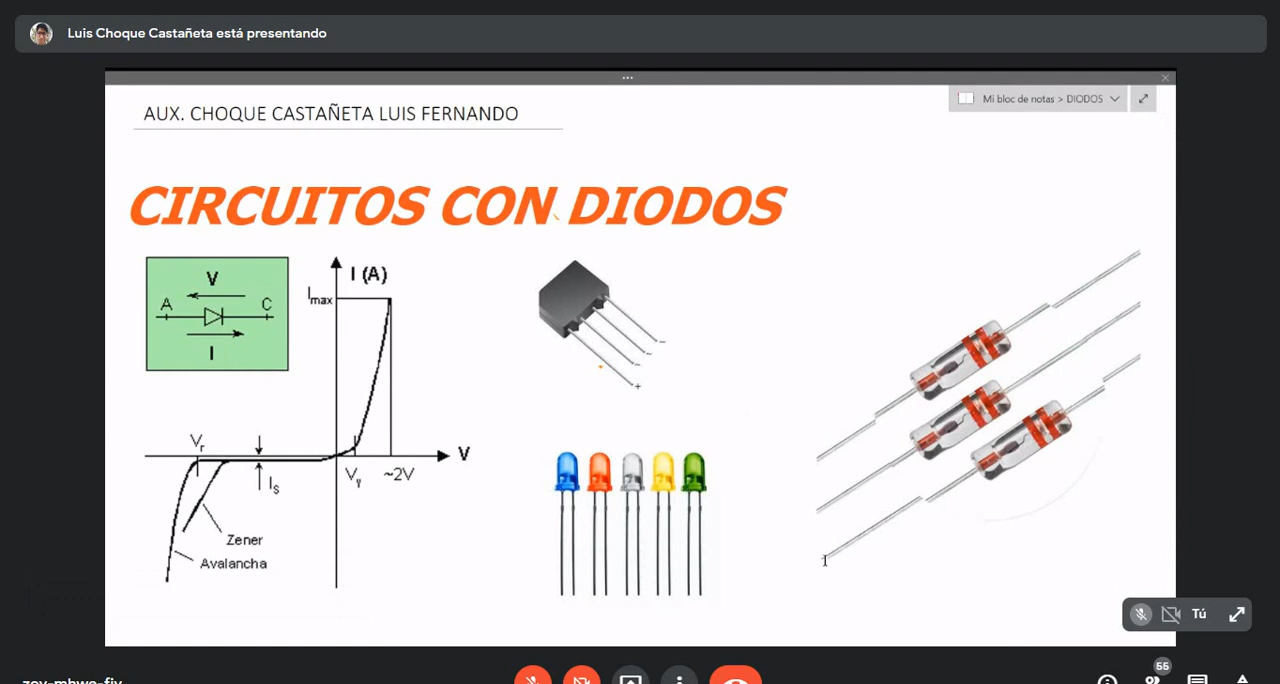 Luis Choque Castañeta está presentando
AUX. CHOQUE CASTAÑETA LUIS FERNANDO
Mi bloc de notas > DIODOS
CIRCUITOS CON DIODOS
V
A
C
I
I (A)
Imax
Vr
Is
Vγ
~2V
V
Zener
Avalancha
-
~
~
+
Tú
55